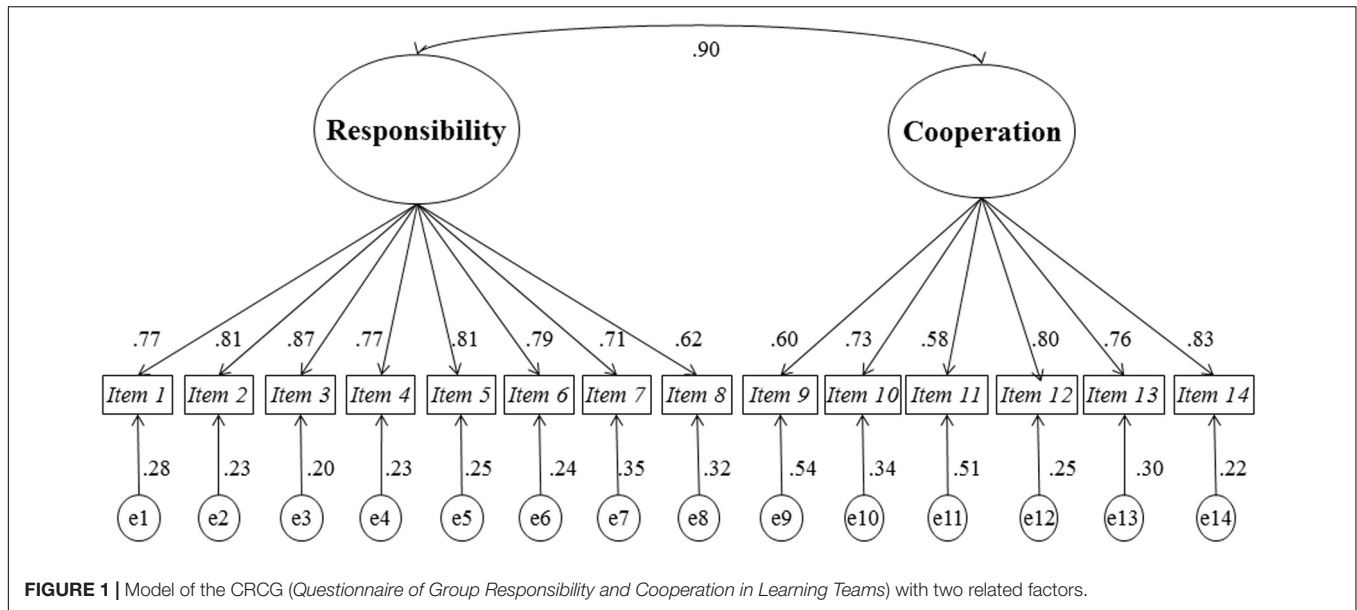 .90
Responsibility Cooperation
.77 .81 .87 .77 .81 .79 .71 .62 .60 .73 .58 .80 .76 .83
Item 1 Item 2 Item 3 Item 4 Item 5 Item 6 Item 7 Item 8 Item 9 Item 10 Item 11 Item 12 Item 13 Item 14
.28 .23 .20 .23 .25 .24 .35 .32 .54 .34 .51 .25 .30 .22
e1 e2 e3 e4 e5 e6 e7 e8 e9 e10 e11 e12 e13 e14
FIGURE 1 | Model of the CRCG (Questionnaire of Group Responsibility and Cooperation in Learning Teams) with two related factors.